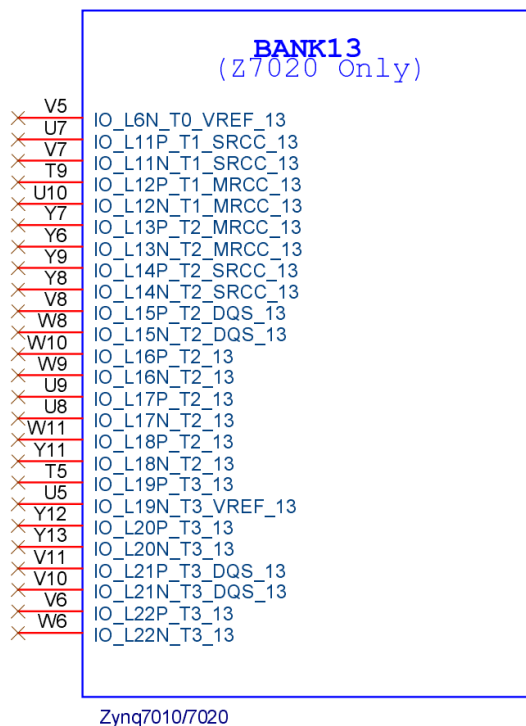 BANK13
(Z7020 Only)
V5 IO_L6N_T0_VREF_13
U7 IO_L11P_T1_SRCC_13
V7 IO_L11N_T1_SRCC_13
T9 IO_L12P_T1_MRCC_13
U10 IO_L12N_T1_MRCC_13
Y7 IO_L13P_T2_MRCC_13
Y6 IO_L13N_T2_MRCC_13
Y9 IO_L14P_T2_SRCC_13
Y8 IO_L14N_T2_SRCC_13
V8 IO_L15P_T2_DQS_13
W8 IO_L15N_T2_DQS_13
W10 IO_L16P_T2_13
W9 IO_L16N_T2_13
U9 IO_L17P_T2_13
U8 IO_L17N_T2_13
W11 IO_L18P_T2_13
Y11 IO_L18N_T2_13
T5 IO_L19P_T3_13
U5 IO_L19N_T3_VREF_13
Y12 IO_L20P_T3_13
Y13 IO_L20N_T3_13
V11 IO_L21P_T3_DQS_13
V10 IO_L21N_T3_DQS_13
V6 IO_L22P_T3_13
W6 IO_L22N_T3_13
Zynq7010/7020